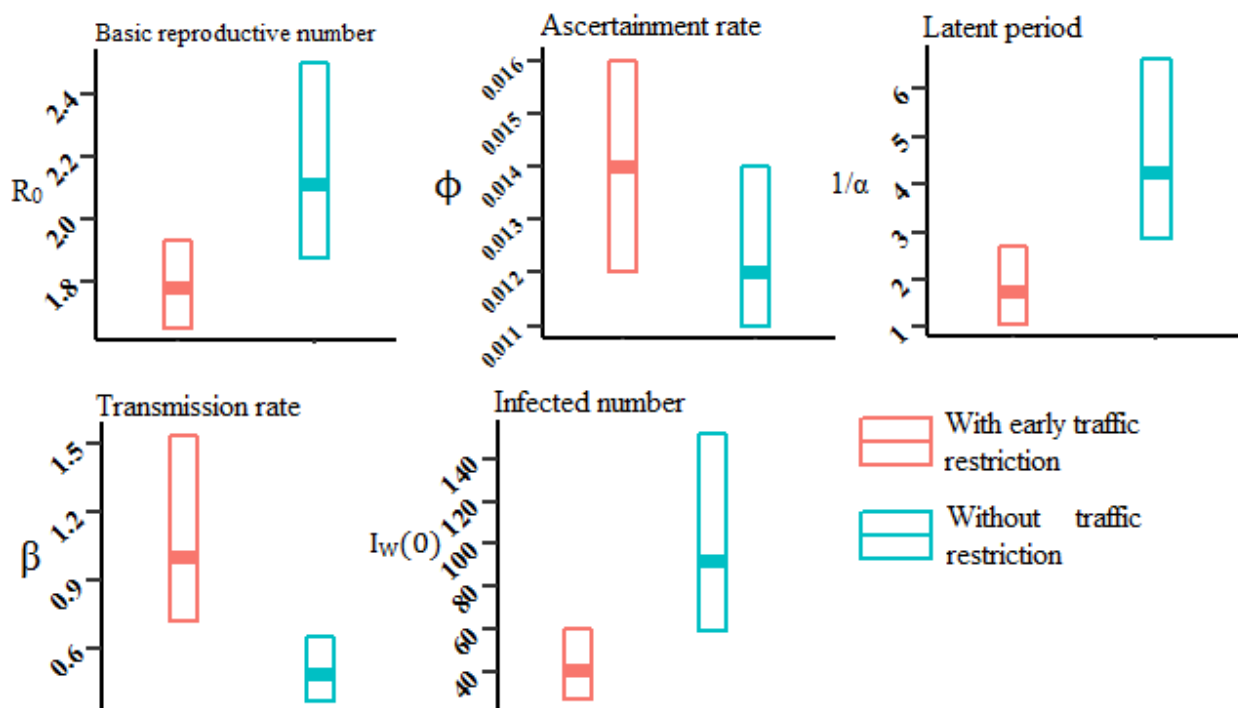 Basic reproductive number
R₀
2.4
2.2
2.0
1.8
Ascertainment rate
ϕ
0.016
0.015
0.014
0.013
0.012
0.011
Latent period
1/α
6
5
4
3
2
1
Transmission rate
β
1.5
1.2
0.9
0.6
Infected number
I_W(0)
140
120
100
80
60
40
With early traffic
restriction
Without traffic
restriction